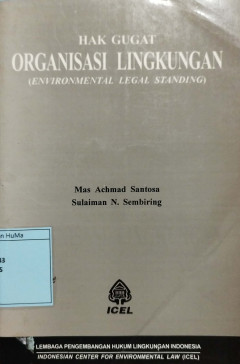 HAK GUGAT
ORGANISASI LINGKUNGAN
(ENVIRONMENTAL LEGAL STANDING)
Mas Achmad Santosa
Sulaiman N. Sembiring
an HuMa
ICEL
LEMBAGA PENGEMBANGAN HUKUM LINGKUNGAN INDONESIA
INDONESIAN CENTER FOR ENVIRONMENTAL LAW (ICEL)